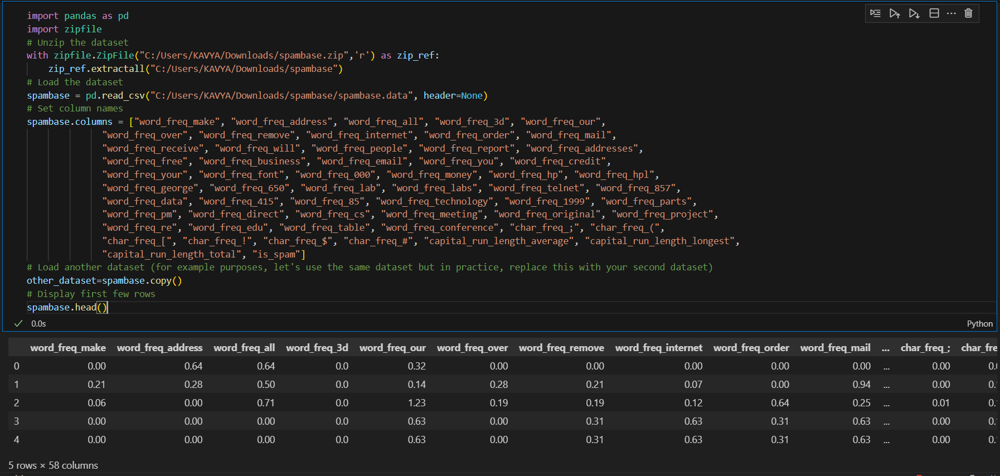 import pandas as pd
import zipfile
# Unzip the dataset
with zipfile.ZipFile("C:/Users/KAVYA/Downloads/spambase.zip",'r') as zip_ref:
    zip_ref.extractall("C:/Users/KAVYA/Downloads/spambase")
# Load the dataset
spambase = pd.read_csv("C:/Users/KAVYA/Downloads/spambase/spambase.data", header=None)
# Set column names
spambase.columns = ["word_freq_make", "word_freq_address", "word_freq_all", "word_freq_3d", "word_freq_our",
"word_freq_over", "word_freq_remove", "word_freq_internet", "word_freq_order", "word_freq_mail",
"word_freq_receive", "word_freq_will", "word_freq_people", "word_freq_report", "word_freq_addresses",
"word_freq_free", "word_freq_business", "word_freq_email", "word_freq_you", "word_freq_credit",
"word_freq_your", "word_freq_font", "word_freq_000", "word_freq_money", "word_freq_hp", "word_freq_hpl",
"word_freq_george", "word_freq_650", "word_freq_lab", "word_freq_labs", "word_freq_telnet", "word_freq_857",
"word_freq_data", "word_freq_415", "word_freq_85", "word_freq_technology", "word_freq_1999", "word_freq_parts",
"word_freq_pm", "word_freq_direct", "word_freq_cs", "word_freq_meeting", "word_freq_original", "word_freq_project",
"word_freq_re", "word_freq_edu", "word_freq_table", "word_freq_conference", "char_freq_;", "char_freq_(",
"char_freq_[", "char_freq_!", "char_freq_$", "char_freq_#", "capital_run_length_average", "capital_run_length_longest",
"capital_run_length_total", "is_spam"]
# Load another dataset (for example purposes, let's use the same dataset but in practice, replace this with your second dataset)
other_dataset=spambase.copy()
# Display first few rows
spambase.head()
0.0s Python
word_freq_make word_freq_address word_freq_all word_freq_3d word_freq_our word_freq_over word_freq_remove word_freq_internet word_freq_order word_freq_mail ... char_freq_; char_fre
0 0.00 0.64 0.64 0.0 0.32 0.00 0.00 0.00 0.00 0.00 ... 0.00
1 0.21 0.28 0.50 0.0 0.14 0.28 0.21 0.07 0.00 0.94 ... 0.00
2 0.06 0.00 0.71 0.0 1.23 0.19 0.19 0.12 0.64 0.25 ... 0.01
3 0.00 0.00 0.00 0.0 0.63 0.00 0.31 0.63 0.31 0.63 ... 0.00
4 0.00 0.00 0.00 0.0 0.63 0.00 0.31 0.63 0.31 0.63 ... 0.00
5 rows × 58 columns